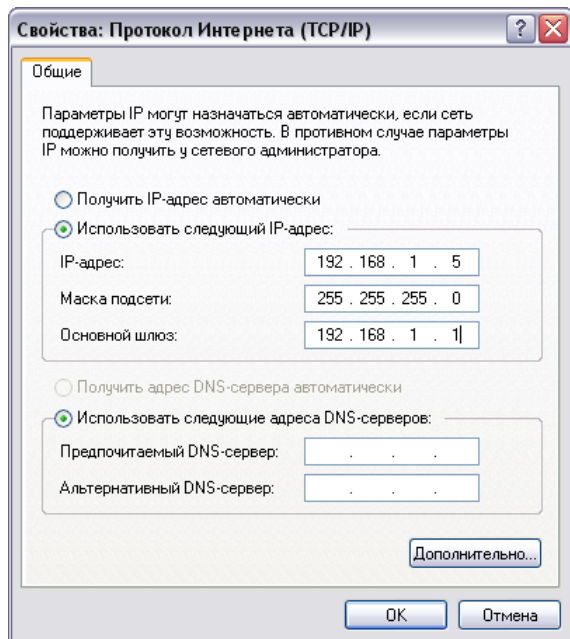 Свойства: Протокол Интернета (TCP/IP)
Общие
Параметры IP могут назначаться автоматически, если сеть
поддерживает эту возможность. В противном случае параметры
IP можно получить у сетевого администратора.
Получить IP-адрес автоматически
Использовать следующий IP-адрес:
IP-адрес: 192 . 168 . 1 . 5
Маска подсети: 255 . 255 . 255 . 0
Основной шлюз: 192 . 168 . 1 . 1
Получить адрес DNS-сервера автоматически
Использовать следующие адреса DNS-серверов:
Предпочитаемый DNS-сервер: . . .
Альтернативный DNS-сервер: . . .
Дополнительно...
OK Отмена